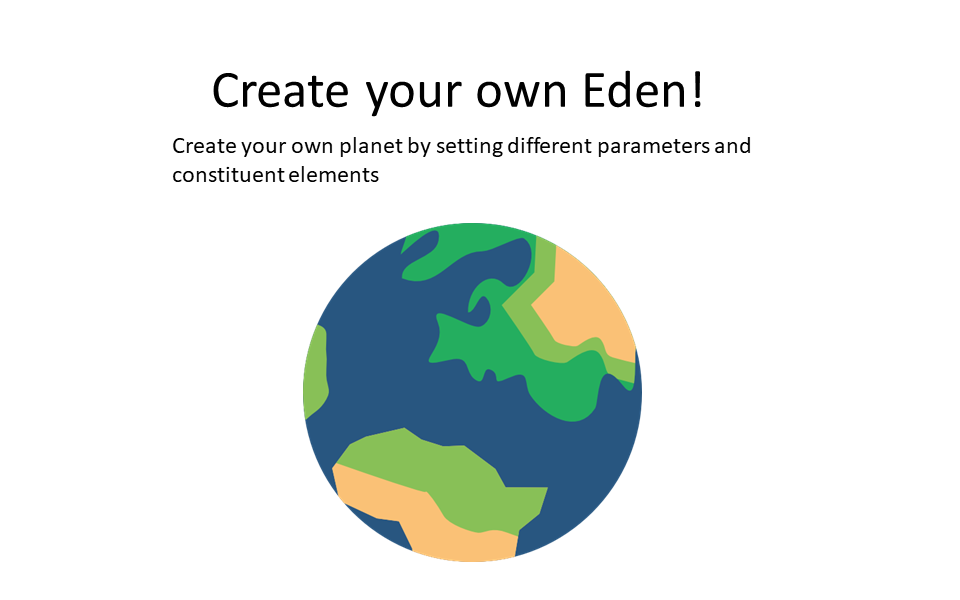 Create your own Eden!
Create your own planet by setting different parameters and
constituent elements